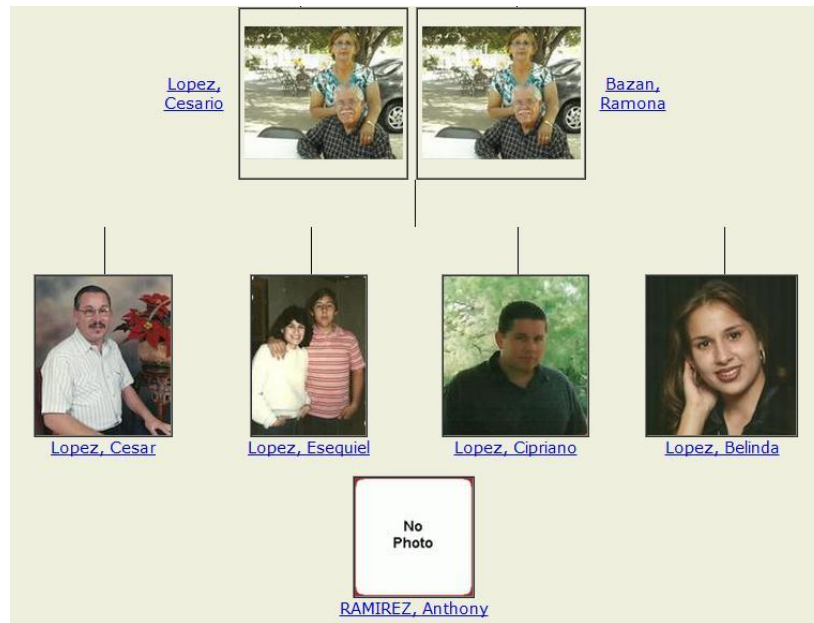 Lopez,
Cesario
Bazan,
Ramona
Lopez, Cesar
Lopez, Esequiel
Lopez, Cipriano
Lopez, Belinda
No
Photo
RAMIREZ, Anthony